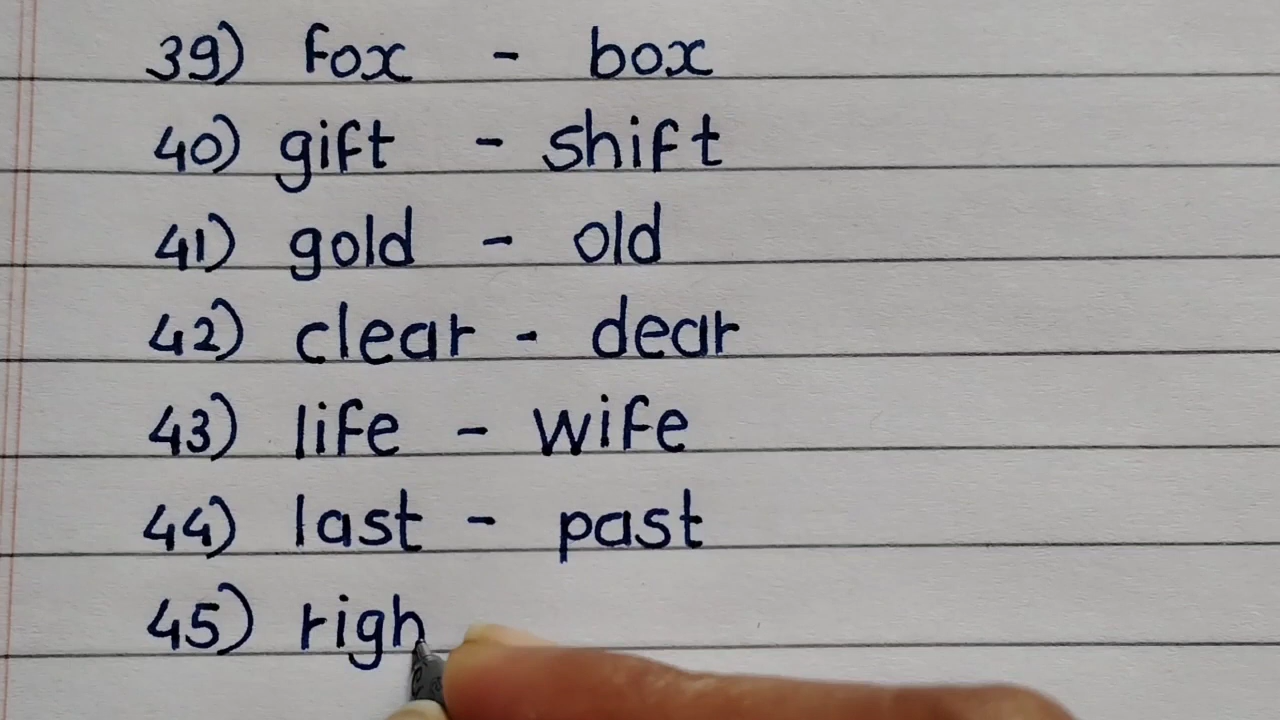 39) fox - box
40) gift - shift
41) gold - old
42) clear - dear
43) life - wife
44) last - past
45) righ